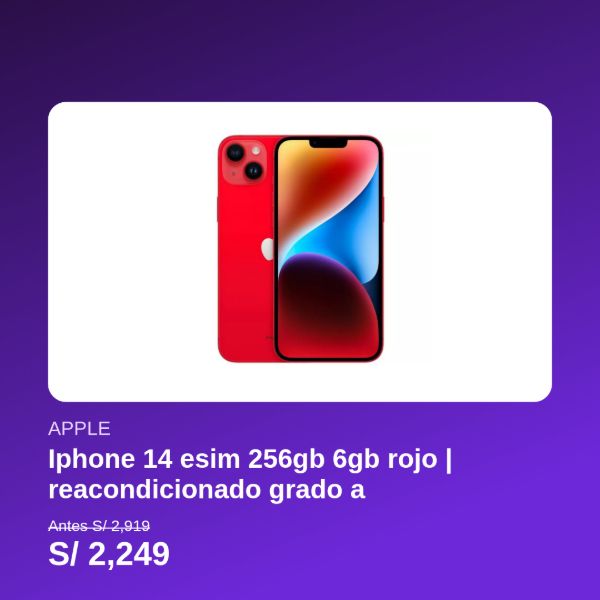 APPLE
Iphone 14 esim 256gb 6gb rojo |
reacondicionado grado a
Antes S/ 2,919
S/ 2,249